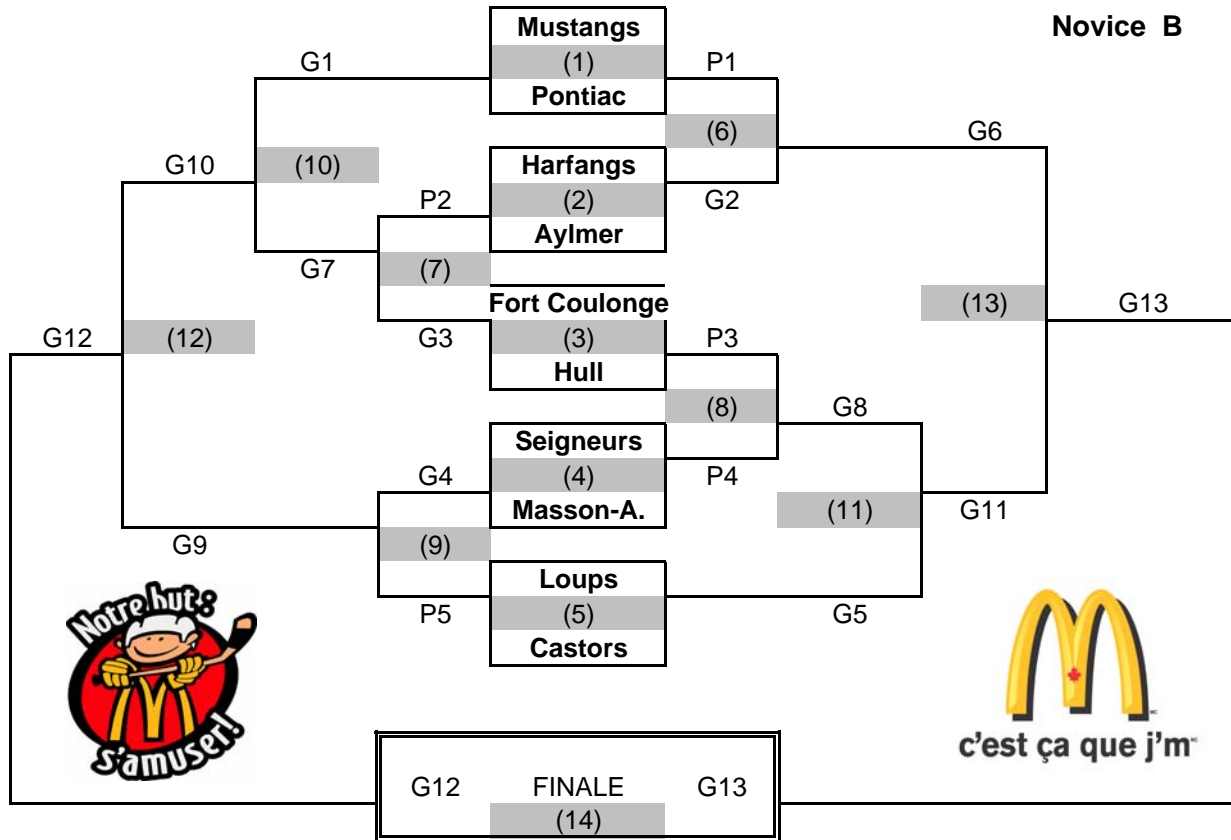 Mustangs
Novice B
G1
(1)
P1
Pontiac
(6)
G6
G10
(10)
Harfangs
P2
(2)
G2
Aylmer
G7
(7)
Fort Coulonge
(13)
G13
G12
(12)
G3
(3)
P3
Hull
(8)
G8
Seigneurs
G4
(4)
P4
Masson-A.
(11)
G11
G9
(9)
Loups
P5
(5)
G5
Castors
Notre but:
s'amuser!
c'est ça que j'm
G12 FINALE G13
(14)